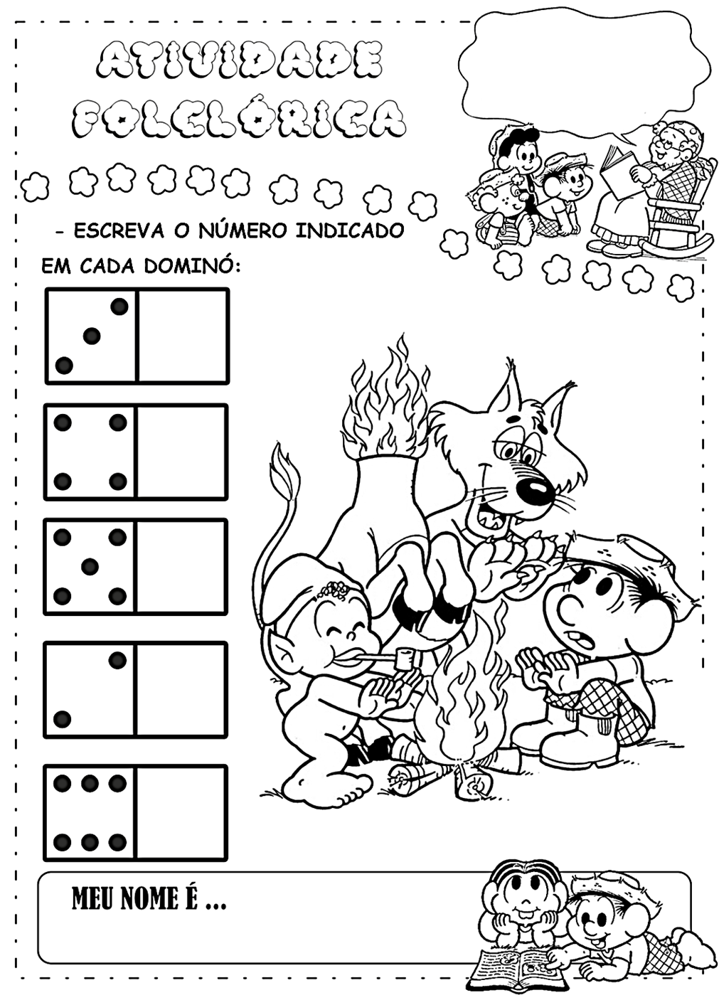 ATIVIDADE
FOLCLÓRICA
- ESCREVA O NÚMERO INDICADO
EM CADA DOMINÓ:
MEU NOME É ...